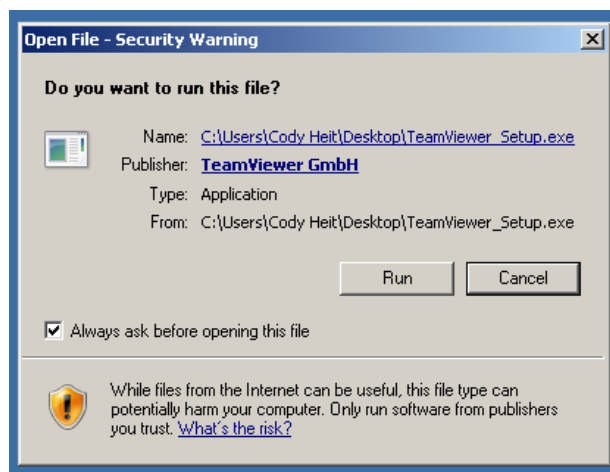 Open File - Security Warning
Do you want to run this file?
Name: C:\Users\Cody Heit\Desktop\TeamViewer_Setup.exe
Publisher: TeamViewer GmbH
Type: Application
From: C:\Users\Cody Heit\Desktop\TeamViewer_Setup.exe
Run Cancel
Always ask before opening this file
While files from the Internet can be useful, this file type can
potentially harm your computer. Only run software from publishers
you trust. What's the risk?